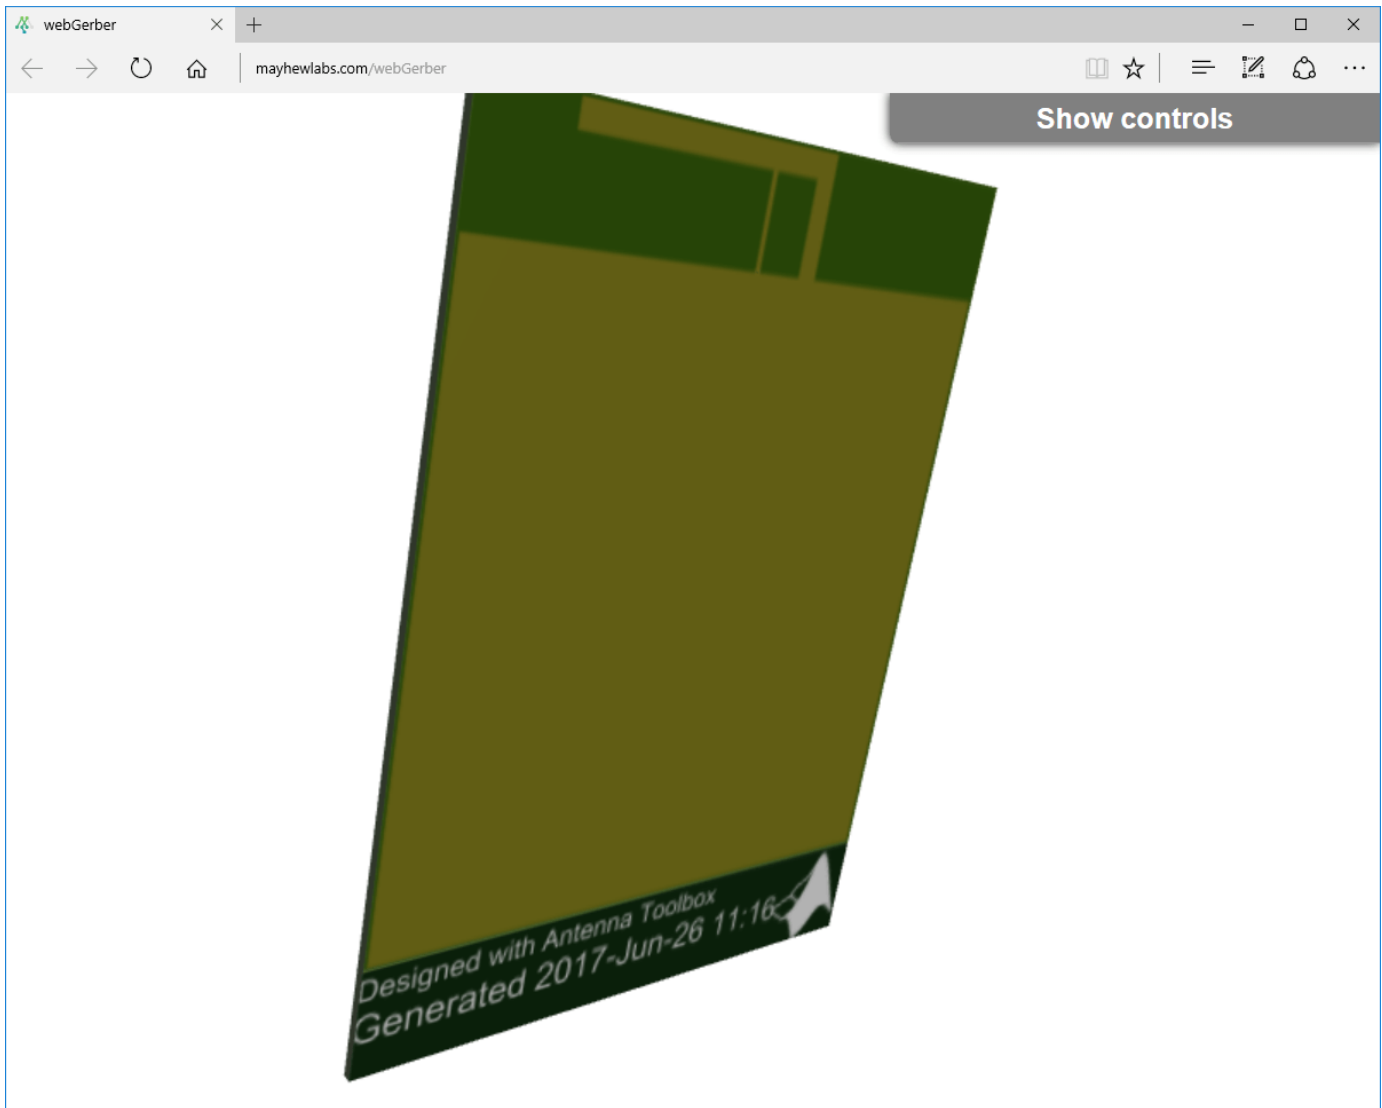 webGerber
mayhewlabs.com/webGerber
Show controls
Designed with Antenna Toolbox
Generated 2017-Jun-26 11:16